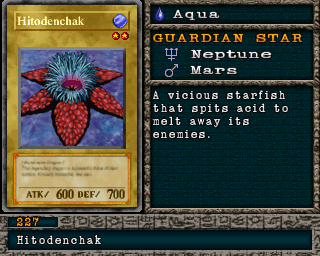 Hitodenchak
ATK/ 600 DEF/ 700
Aqua
GUARDIAN STAR
Neptune
Mars
A vicious starfish
that spits acid to
melt away its
enemies.
227
Hitodenchak